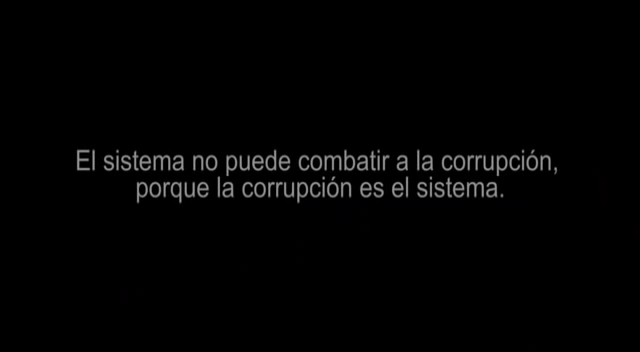 El sistema no puede combatir a la corrupción,
porque la corrupción es el sistema.